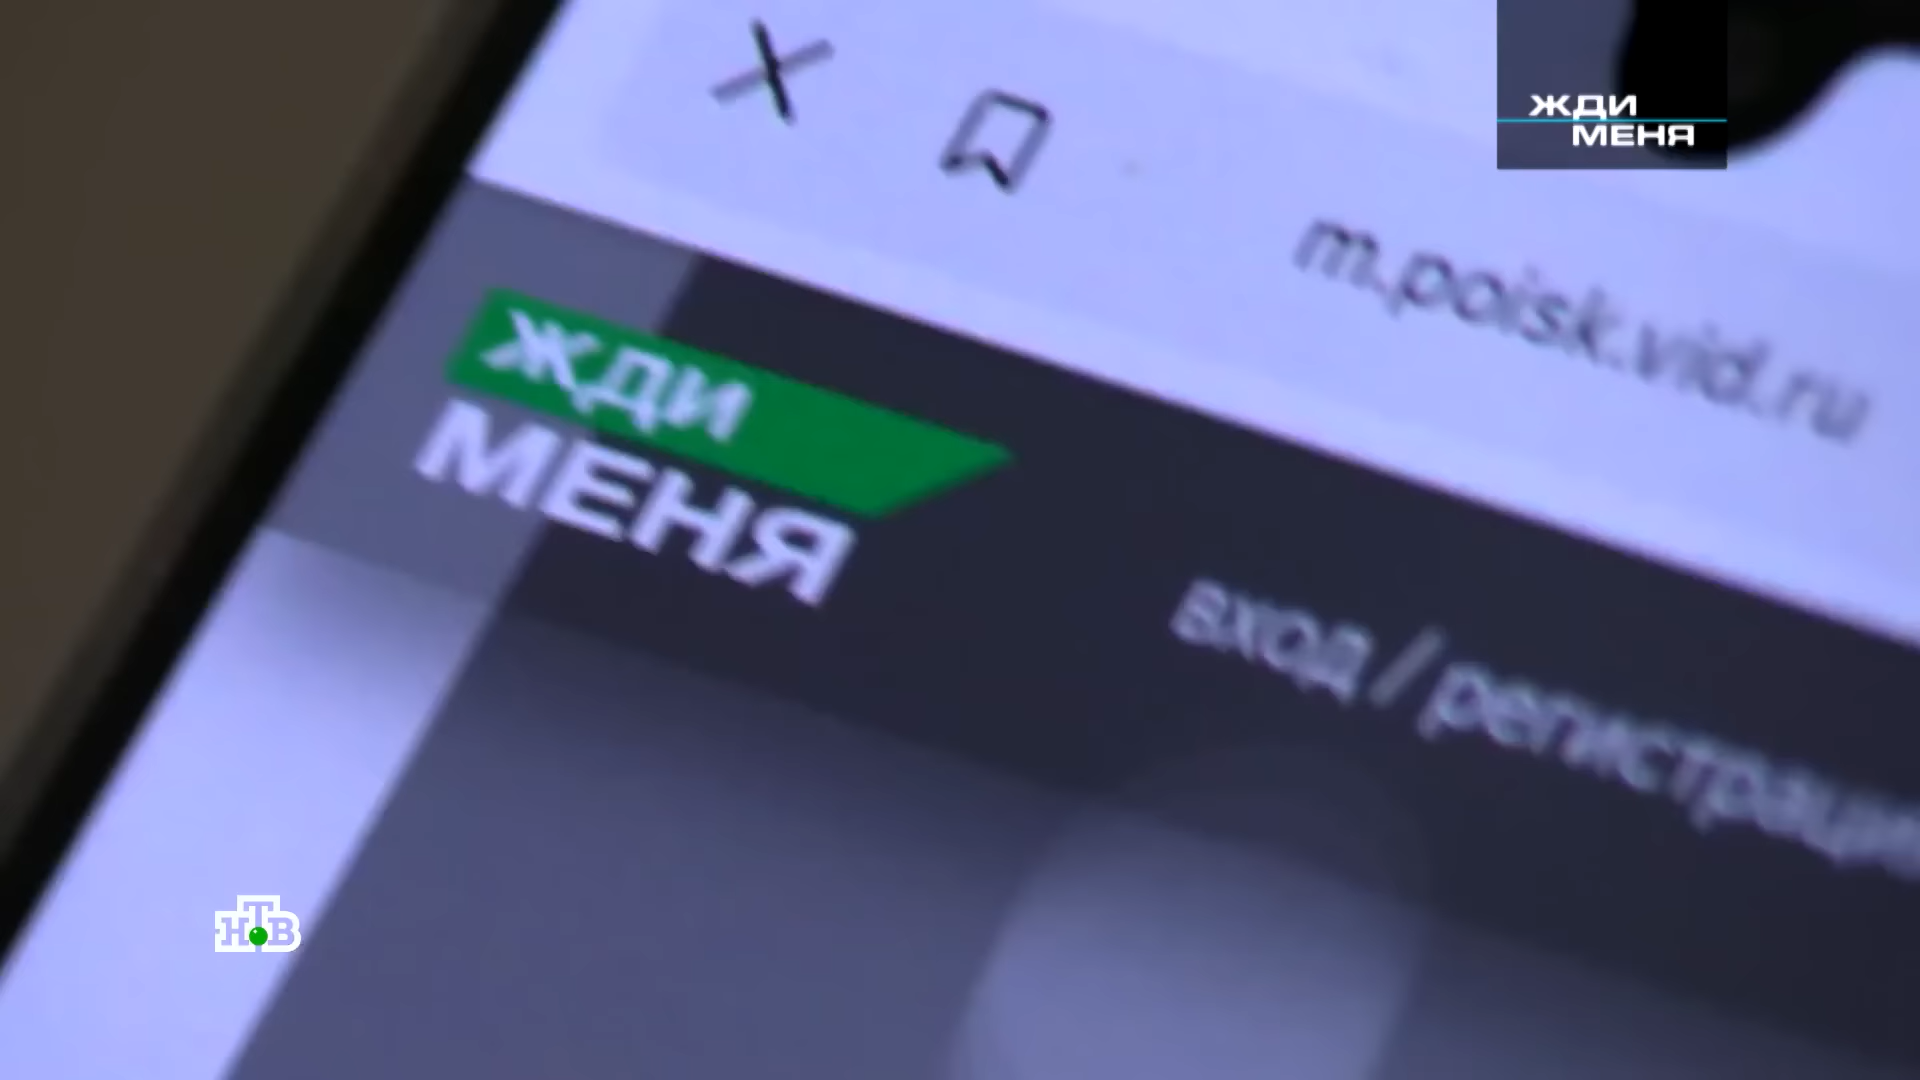 ЖДИ
МЕНЯ
m.poisk.vid.ru
ЖДИ
МЕНЯ
вход / регистраци
НТВ